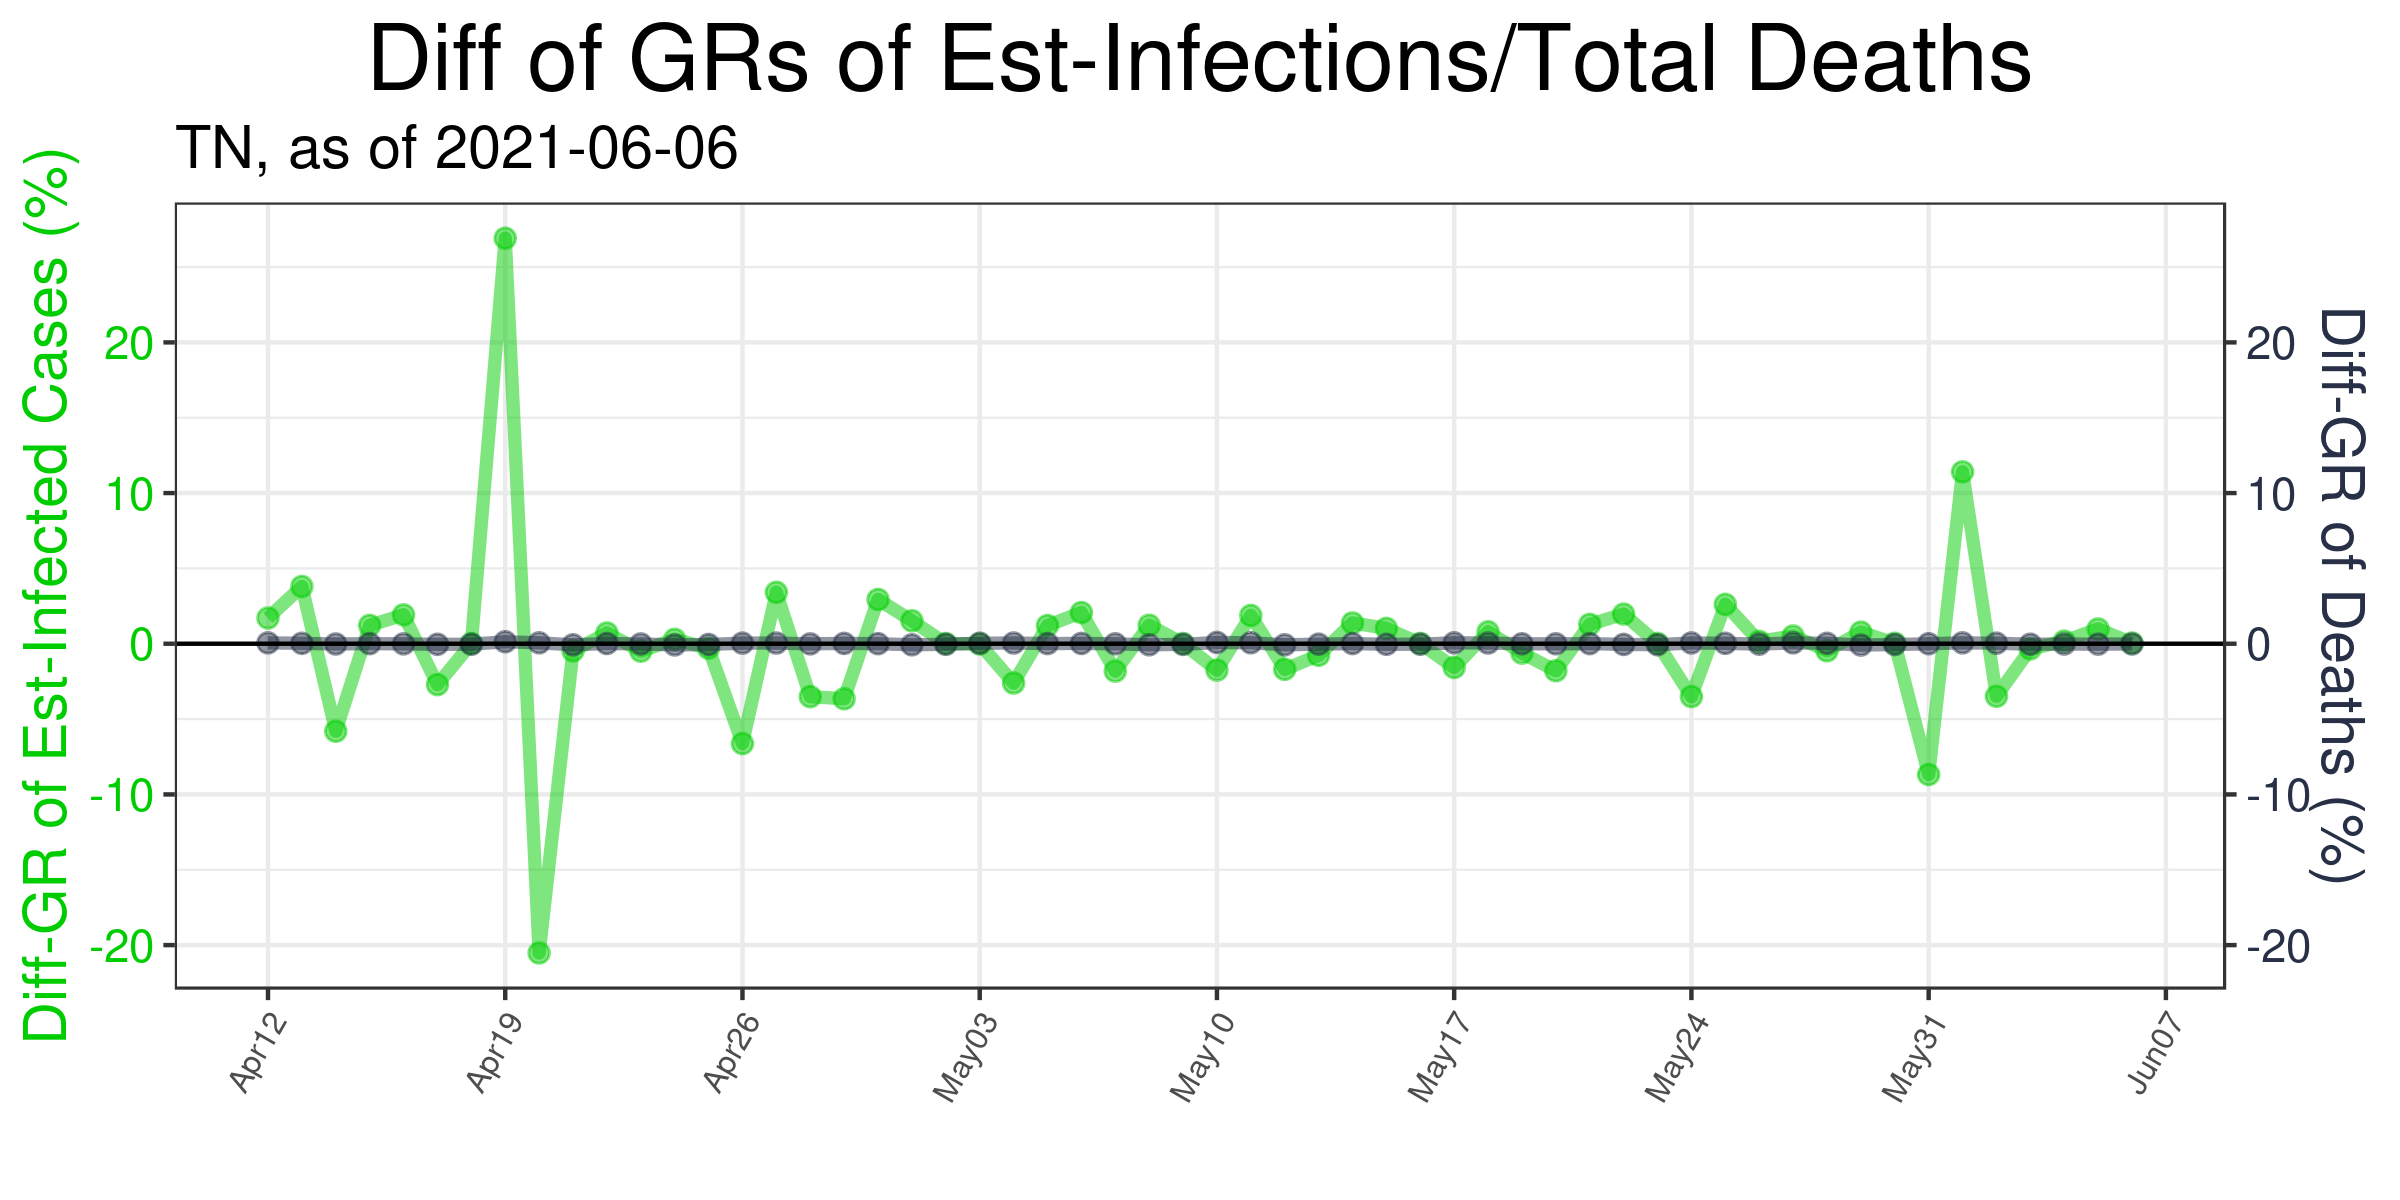 Diff of GRs of Est-Infections/Total Deaths
TN, as of 2021-06-06
Diff-GR of Est-Infected Cases (%)
20
10
0
-10
-20
20
10
0
-10
-20
Diff-GR of Deaths (%)
Apr12
Apr19
Apr26
May03
May10
May17
May24
May31
Jun07